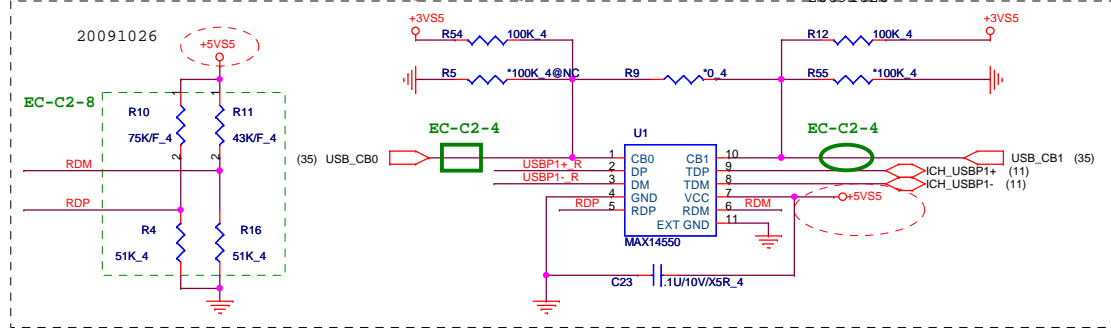 20091026
+5VS5
EC-C2-8
R10
75K/F_4
R11
43K/F_4
1
1
2
2
RDM
RDP
R4
51K_4
R16
51K_4
+3VS5
R54
100K_4
R5
*100K_4@NC
R9
*0_4
+3VS5
R12
100K_4
R55
*100K_4
EC-C2-4
EC-C2-4
(35) USB_CB0
USB_CB1 (35)
USBP1+_R
USBP1-_R
ICH_USBP1+ (11)
ICH_USBP1- (11)
+5VS5
RDP
RDM
U1
1 CB0 CB1 10
2 DP TDP 9
3 DM TDM 8
4 GND VCC 7
5 RDP RDM 6
EXT GND 11
MAX14550
C23
.1U/10V/X5R_4